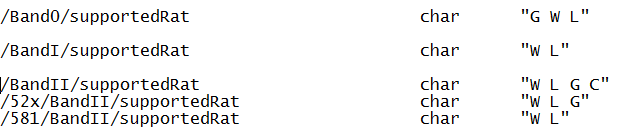 /Band0/supportedRat char "G W L"
/BandI/supportedRat char "W L"
/BandII/supportedRat char "W L G C"
/52x/BandII/supportedRat char "W L G"
/581/BandII/supportedRat char "W L"